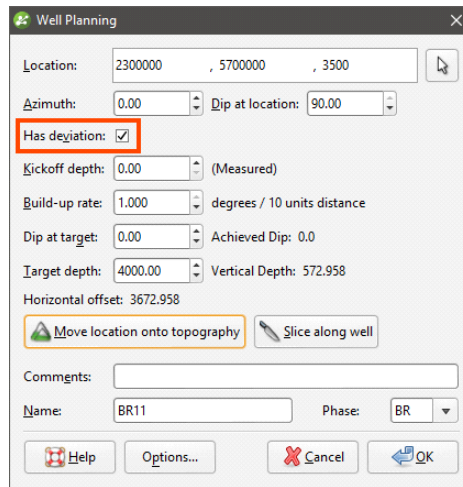 Well Planning
Location: 2300000 , 5700000 , 3500
Azimuth: 0.00 Dip at location: 90.00
Has deviation:
Kickoff depth: 0.00 (Measured)
Build-up rate: 1.000 degrees / 10 units distance
Dip at target: 0.00 Achieved Dip: 0.0
Target depth: 4000.00 Vertical Depth: 572.958
Horizontal offset: 3672.958
Move location onto topography Slice along well
Comments:
Name: BR11 Phase: BR
Help Options... Cancel OK